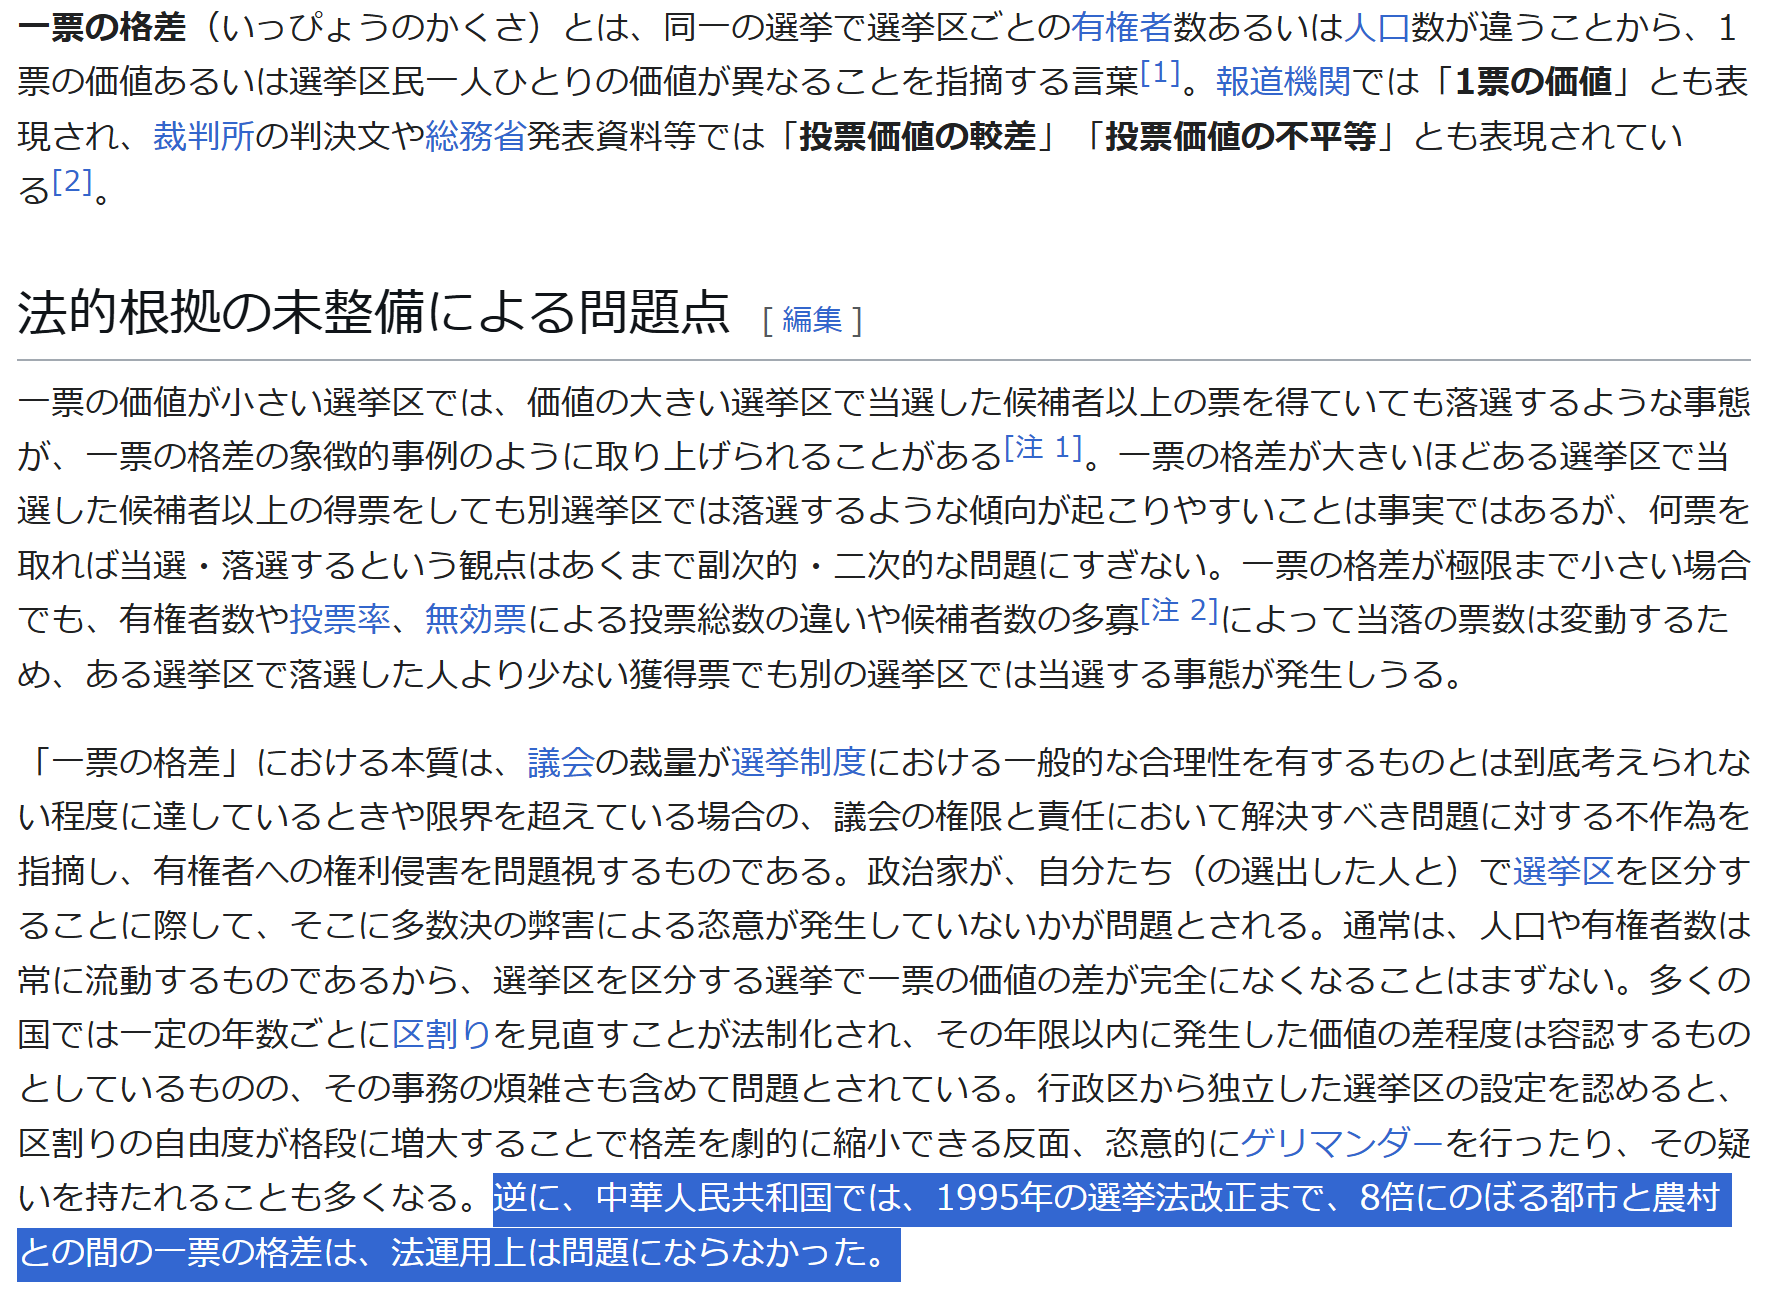 一票の格差（いっぴょうのかくさ）とは、同一の選挙で選挙区ごとの有権者数あるいは人口数が違うことから、1
票の価値あるいは選挙区民一人ひとりの価値が異なることを指摘する言葉[1]。報道機関では「1票の価値」とも表
現され、裁判所の判決文や総務省発表資料等では「投票価値の較差」「投票価値の不平等」とも表現されてい
る[2]。
法的根拠の未整備による問題点 [ 編集 ]
一票の価値が小さい選挙区では、価値の大きい選挙区で当選した候補者以上の票を得ていても落選するような事態
が、一票の格差の象徴的事例のように取り上げられることがある[注 1]。一票の格差が大きいほどある選挙区で当
選した候補者以上の得票をしても別選挙区では落選するような傾向が起こりやすいことは事実ではあるが、何票を
取れば当選・落選するという観点はあくまで副次的・二次的な問題にすぎない。一票の格差が極限まで小さい場合
でも、有権者数や投票率、無効票による投票総数の違いや候補者数の多寡[注 2]によって当落の票数は変動するた
め、ある選挙区で落選した人より少ない獲得票でも別の選挙区では当選する事態が発生しうる。
「一票の格差」における本質は、議会の裁量が選挙制度における一般的な合理性を有するものとは到底考えられな
い程度に達しているときや限界を超えている場合の、議会の権限と責任において解決すべき問題に対する不作為を
指摘し、有権者への権利侵害を問題視するものである。政治家が、自分たち（の選出した人と）で選挙区を区分す
ることに際して、そこに多数決の弊害による恣意が発生していないかが問題とされる。通常は、人口や有権者数は
常に流動するものであるから、選挙区を区分する選挙で一票の価値の差が完全になくなることはまずない。多くの
国では一定の年数ごとに区割りを見直すことが法制化され、その年限以内に発生した価値の差程度は容認するもの
としているものの、その事務の煩雑さも含めて問題とされている。行政区から独立した選挙区の設定を認めると、
区割りの自由度が格段に増大することで格差を劇的に縮小できる反面、恣意的にゲリマンダーを行ったり、その疑
いを持たれることも多くなる。逆に、中華人民共和国では、1995年の選挙法改正まで、8倍にのぼる都市と農村
との間の一票の格差は、法運用上は問題にならなかった。